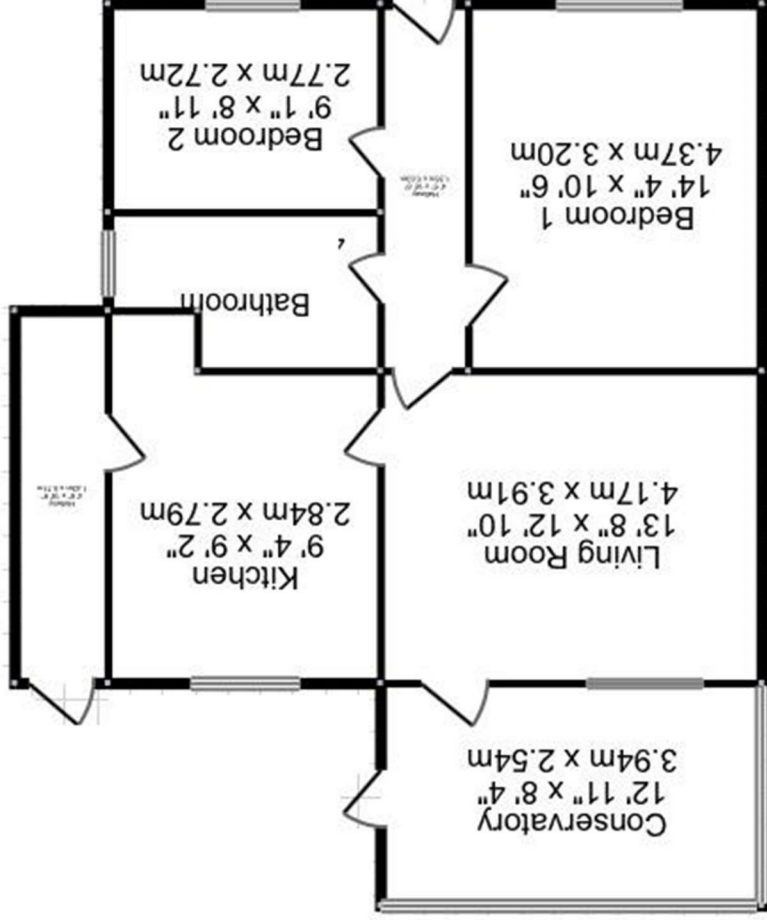 Conservatory
12' 11" x 8' 4"
3.94m x 2.54m
Living Room
13' 8" x 12' 10"
4.17m x 3.91m
Kitchen
9' 4" x 9' 2"
2.84m x 2.79m
Hallway
Bathroom
Bedroom 1
14' 4" x 10' 6"
4.37m x 3.20m
Hallway
Bedroom 2
9' 1" x 8' 11"
2.77m x 2.72m